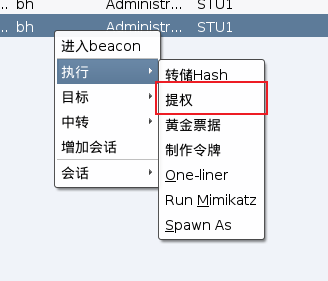 .. bh Administr... STU1
.. bh Administr... STU1
进入beacon
执行
目标
中转
增加会话
会话
转储Hash
提权
黄金票据
制作令牌
One-liner
Run Mimikatz
Spawn As